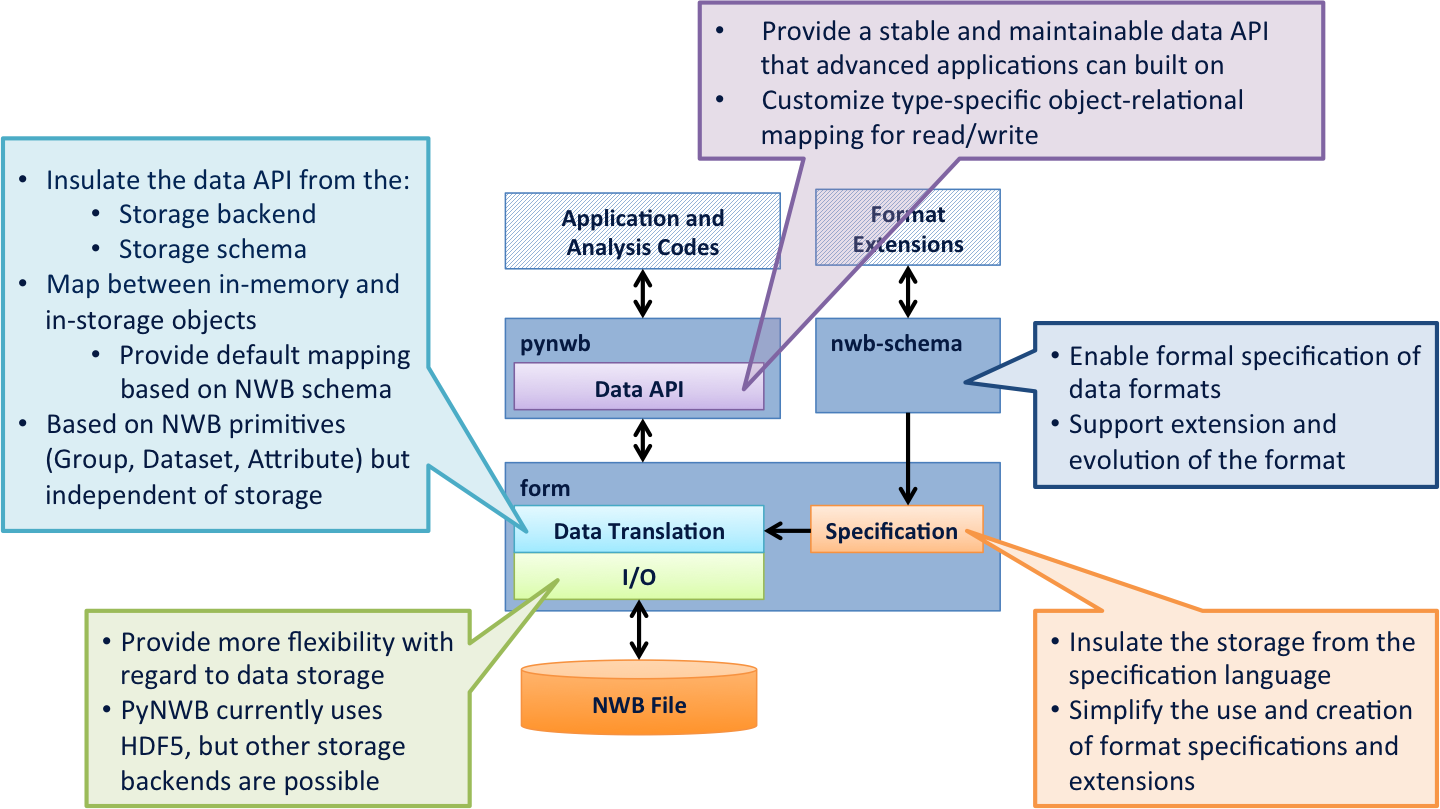 • Provide a stable and maintainable data API
that advanced applications can built on
• Customize type-specific object-relational
mapping for read/write
• Insulate the data API from the:
• Storage backend
• Storage schema
• Map between in-memory and
in-storage objects
• Provide default mapping
based on NWB schema
• Based on NWB primitives
(Group, Dataset, Attribute) but
independent of storage
Application and
Analysis Codes
Format
Extensions
pynwb
Data API
nwb-schema
• Enable formal specification of
data formats
• Support extension and
evolution of the format
form
Data Translation
Specification
I/O
• Provide more flexibility with
regard to data storage
• PyNWB currently uses
HDF5, but other storage
backends are possible
NWB File
• Insulate the storage from the
specification language
• Simplify the use and creation
of format specifications and
extensions